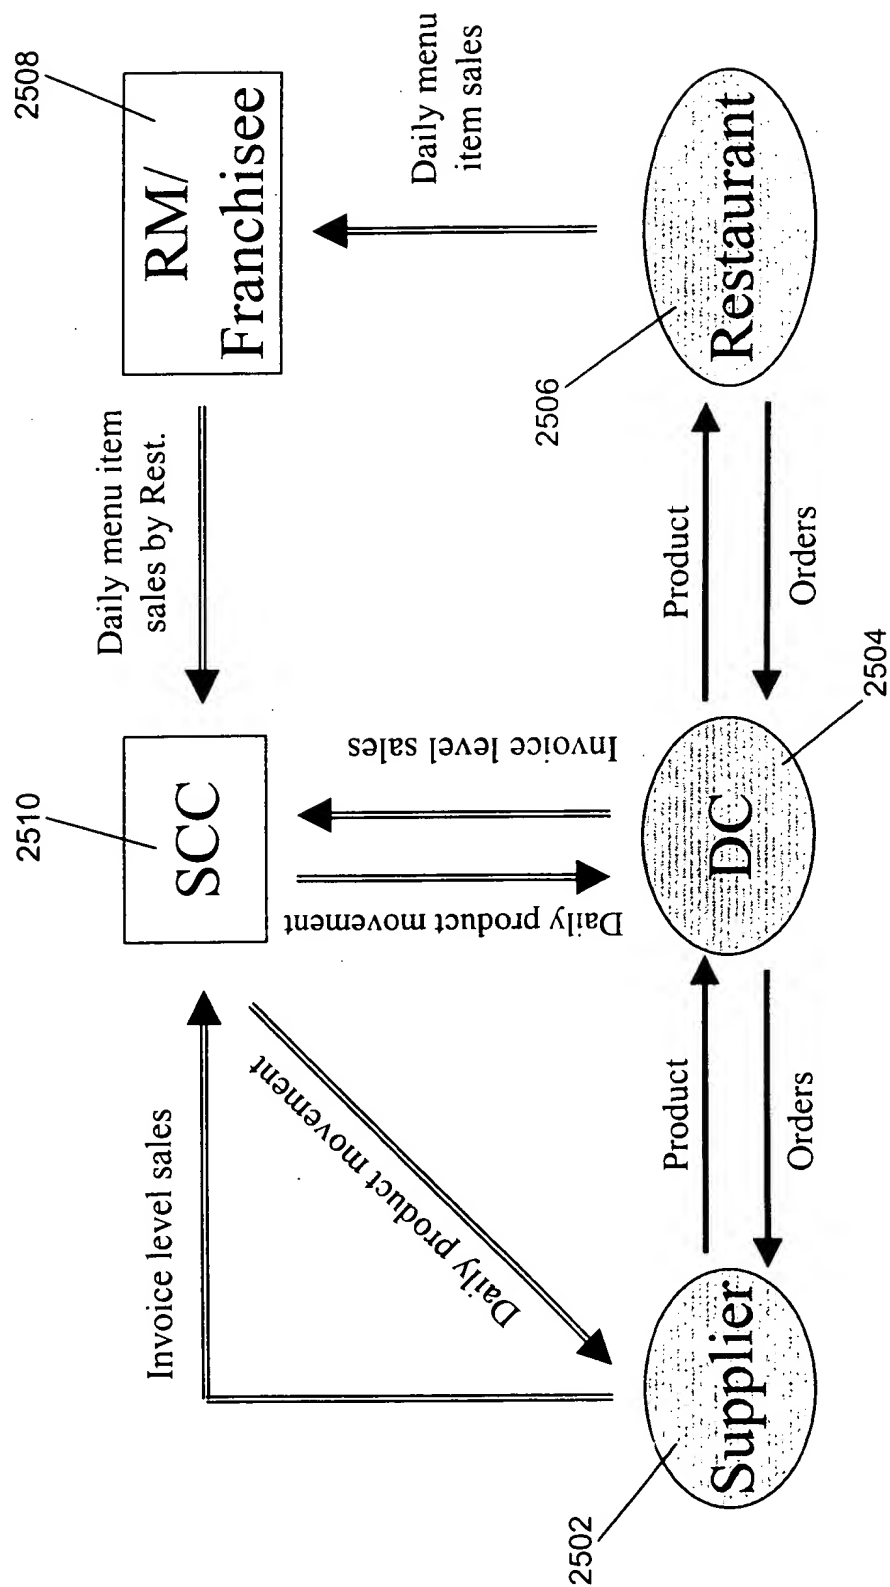 2510
2508
SCC
RM/
Franchisee
Invoice level sales
Daily menu item
sales by Rest.
Daily product movement
Daily product movement
Invoice level sales
Daily menu
item sales
2502
Supplier
Product
Orders
DC
2504
Product
Orders
2506
Restaurant